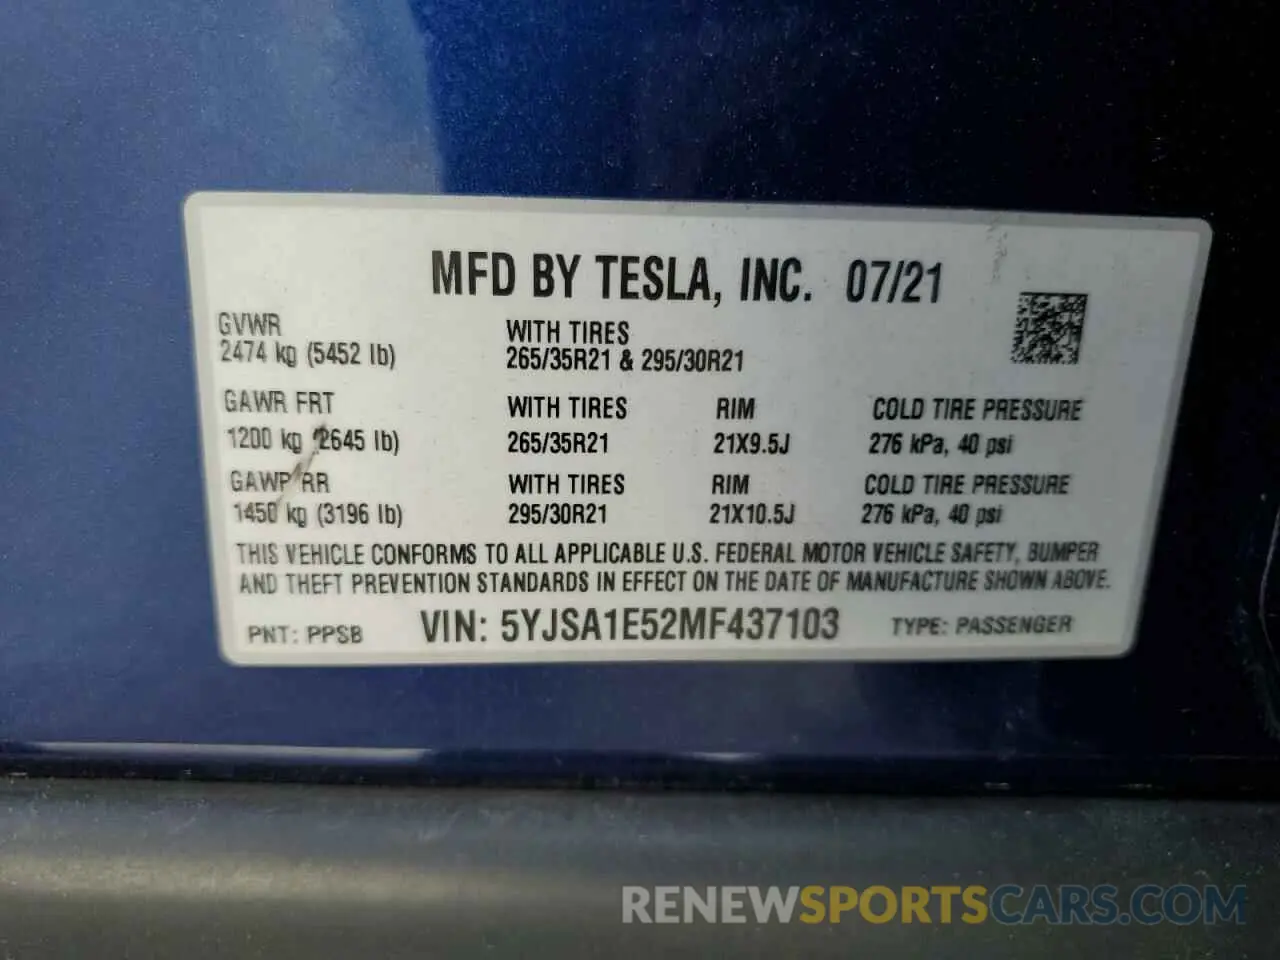 MFD BY TESLA, INC. 07/21
GVWR
2474 kg (5452 lb)
WITH TIRES
265/35R21 & 295/30R21
GAWR FRT WITH TIRES RIM COLD TIRE PRESSURE
1200 kg (2645 lb) 265/35R21 21X9.5J 276 kPa, 40 psi
GAWR RR WITH TIRES RIM COLD TIRE PRESSURE
1450 kg (3196 lb) 295/30R21 21X10.5J 276 kPa, 40 psi
THIS VEHICLE CONFORMS TO ALL APPLICABLE U.S. FEDERAL MOTOR VEHICLE SAFETY, BUMPER
AND THEFT PREVENTION STANDARDS IN EFFECT ON THE DATE OF MANUFACTURE SHOWN ABOVE.
PNT: PPSB VIN: 5YJSA1E52MF437103 TYPE: PASSENGER
RENEWSPORTSCARS.COM